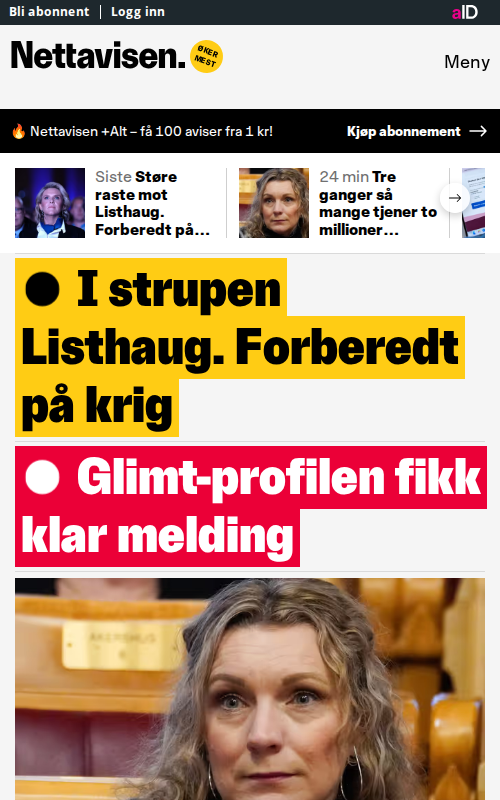 Bli abonnent
Logg inn
aID
Nettavisen.
ØKER
MEST
Meny
🔥 Nettavisen +Alt – få 100 aviser fra 1 kr!
Kjøp abonnement
Siste Støre
raste mot
Listhaug.
Forberedt på...
24 min Tre
ganger så
mange tjener to
millioner...
I strupen
Listhaug. Forberedt
på krig
Glimt-profilen fikk
klar melding
AKERSHUS